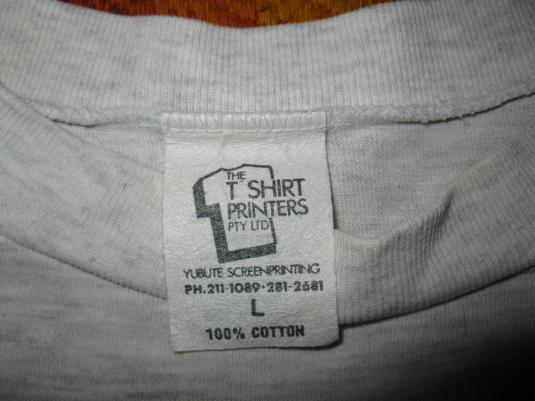 THE
T SHIRT
PRINTERS
PTY LTD
YUBUTE SCREENPRINTING
PH.211-1089·281-2681
L
100% COTTON